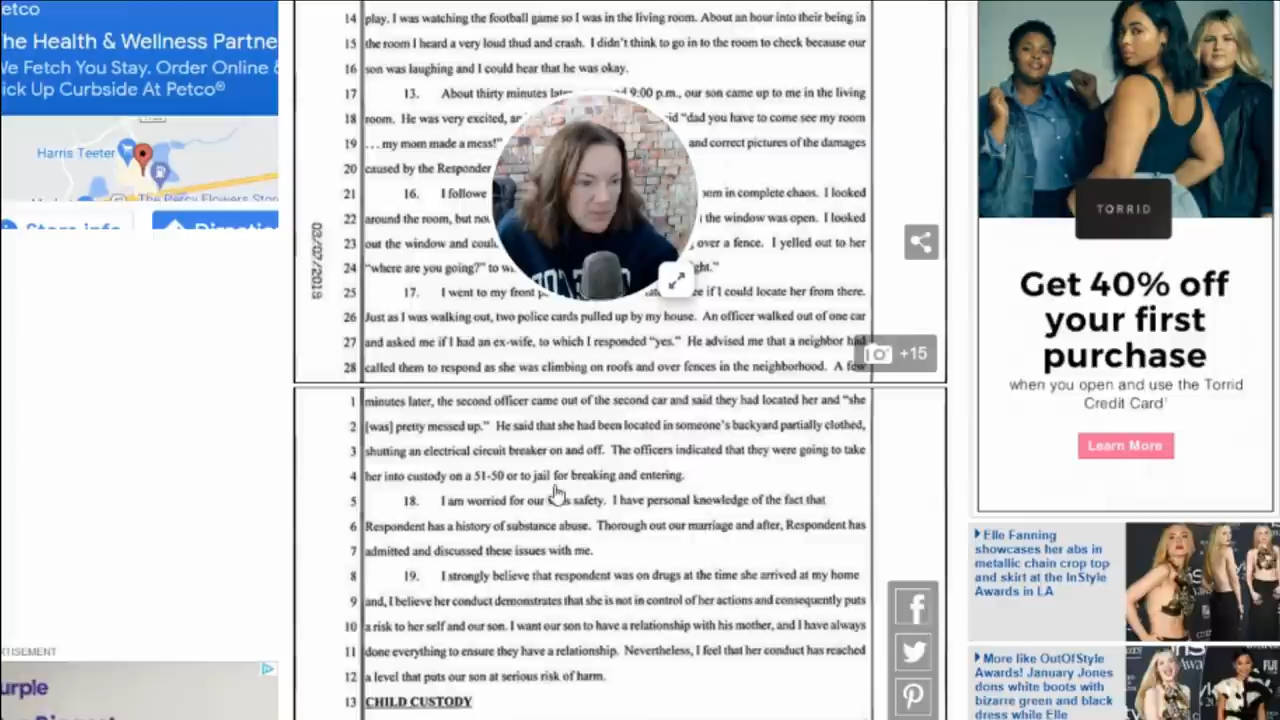 etco
he Health & Wellness Partne
We Fetch You Stay. Order Online &
ick Up Curbside At Petco®
Harris Teeter
The Percy Flowers Store
Store info
Directio
RTISEMENT
urple
14 play. I was watching the football game so I was in the living room. About an hour into their being in
15 the room I heard a very loud thud and crash. I didn't think to go in to the room to check because our
16 son was laughing and I could hear that he was okay.
17 13. About thirty minutes late 9:00 p.m., our son came up to me in the living
18 room. He was very excited, an id "dad you have to come see my room
19 …my mom made a mess!" and correct pictures of the damages
20 caused by the Responder
21 16. I followe oom in complete chaos. I looked
22 around the room, but no the window was open. I looked
23 out the window and coul over a fence. I yelled out to her
24 "where are you going?" to w ght."
25 17. I went to my front p e if I could locate her from there.
26 Just as I was walking out, two police cards pulled up by my house. An officer walked out of one car
27 and asked me if I had an ex-wife, to which I responded "yes." He advised me that a neighbor had
28 called them to respond as she was climbing on roofs and over fences in the neighborhood. A few
03/07/2018
+15
1 minutes later, the second officer came out of the second car and said they had located her and "she
2 [was] pretty messed up." He said that she had been located in someone's backyard partially clothed,
3 shutting an electrical circuit breaker on and off. The officers indicated that they were going to take
4 her into custody on a 51-50 or to jail for breaking and entering.
5 18. I am worried for our safety. I have personal knowledge of the fact that
6 Respondent has a history of substance abuse. Thorough out our marriage and after, Respondent has
7 admitted and discussed these issues with me.
8 19. I strongly believe that respondent was on drugs at the time she arrived at my home
9 and, I believe her conduct demonstrates that she is not in control of her actions and consequently puts
10 a risk to her self and our son. I want our son to have a relationship with his mother, and I have always
11 done everything to ensure they have a relationship. Nevertheless, I feel that her conduct has reached
12 a level that puts our son at serious risk of harm.
13 CHILD CUSTODY
TORRID
Get 40% off
your first
purchase
when you open and use the Torrid
Credit Card
Learn More
Elle Fanning
showcases her abs in
metallic chain crop top
and skirt at the InStyle
Awards in LA
More like OutOfStyle
Awards! January Jones
dons white boots with
bizarre green and black
dress while Elle